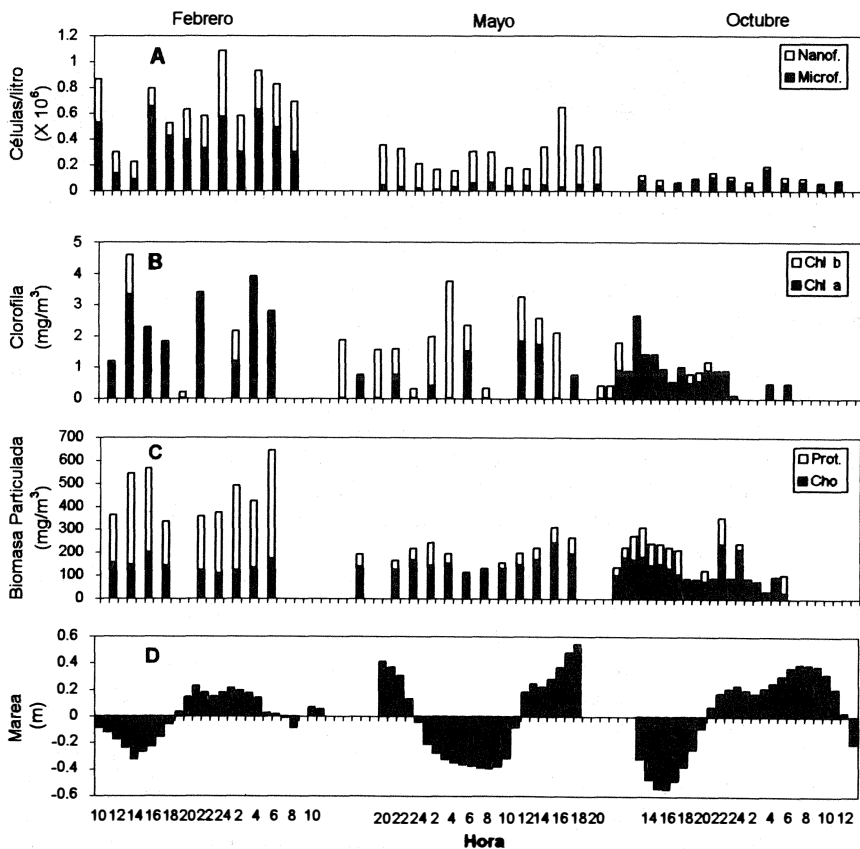 Febrero Mayo Octubre
A
Células/litro
(X 10⁶)
1.2
1
0.8
0.6
0.4
0.2
0
Nanof.
Microf.
B
Clorofila
(mg/m³)
5
4
3
2
1
0
Chl b
Chl a
C
Biomasa Particulada
(mg/m³)
700
600
500
400
300
200
100
0
Prot.
Cho
D
Marea
(m)
0.6
0.4
0.2
0
-0.2
-0.4
-0.6
10 12 14 16 18 20 22 24 2 4 6 8 10 20 22 24 2 4 6 8 10 12 14 16 18 20 14 16 18 20 22 24 2 4 6 8 10 12
Hora